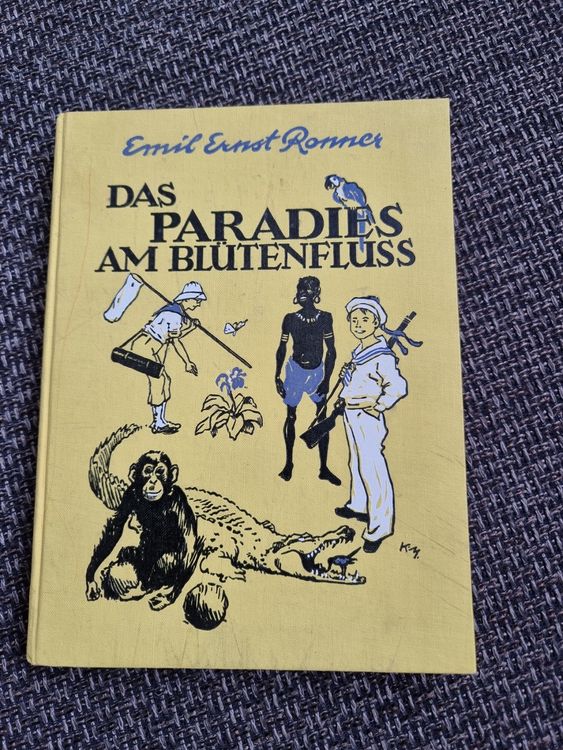 Emil Ernst Ronner
DAS
PARADIES
AM BLÜTENFLUSS